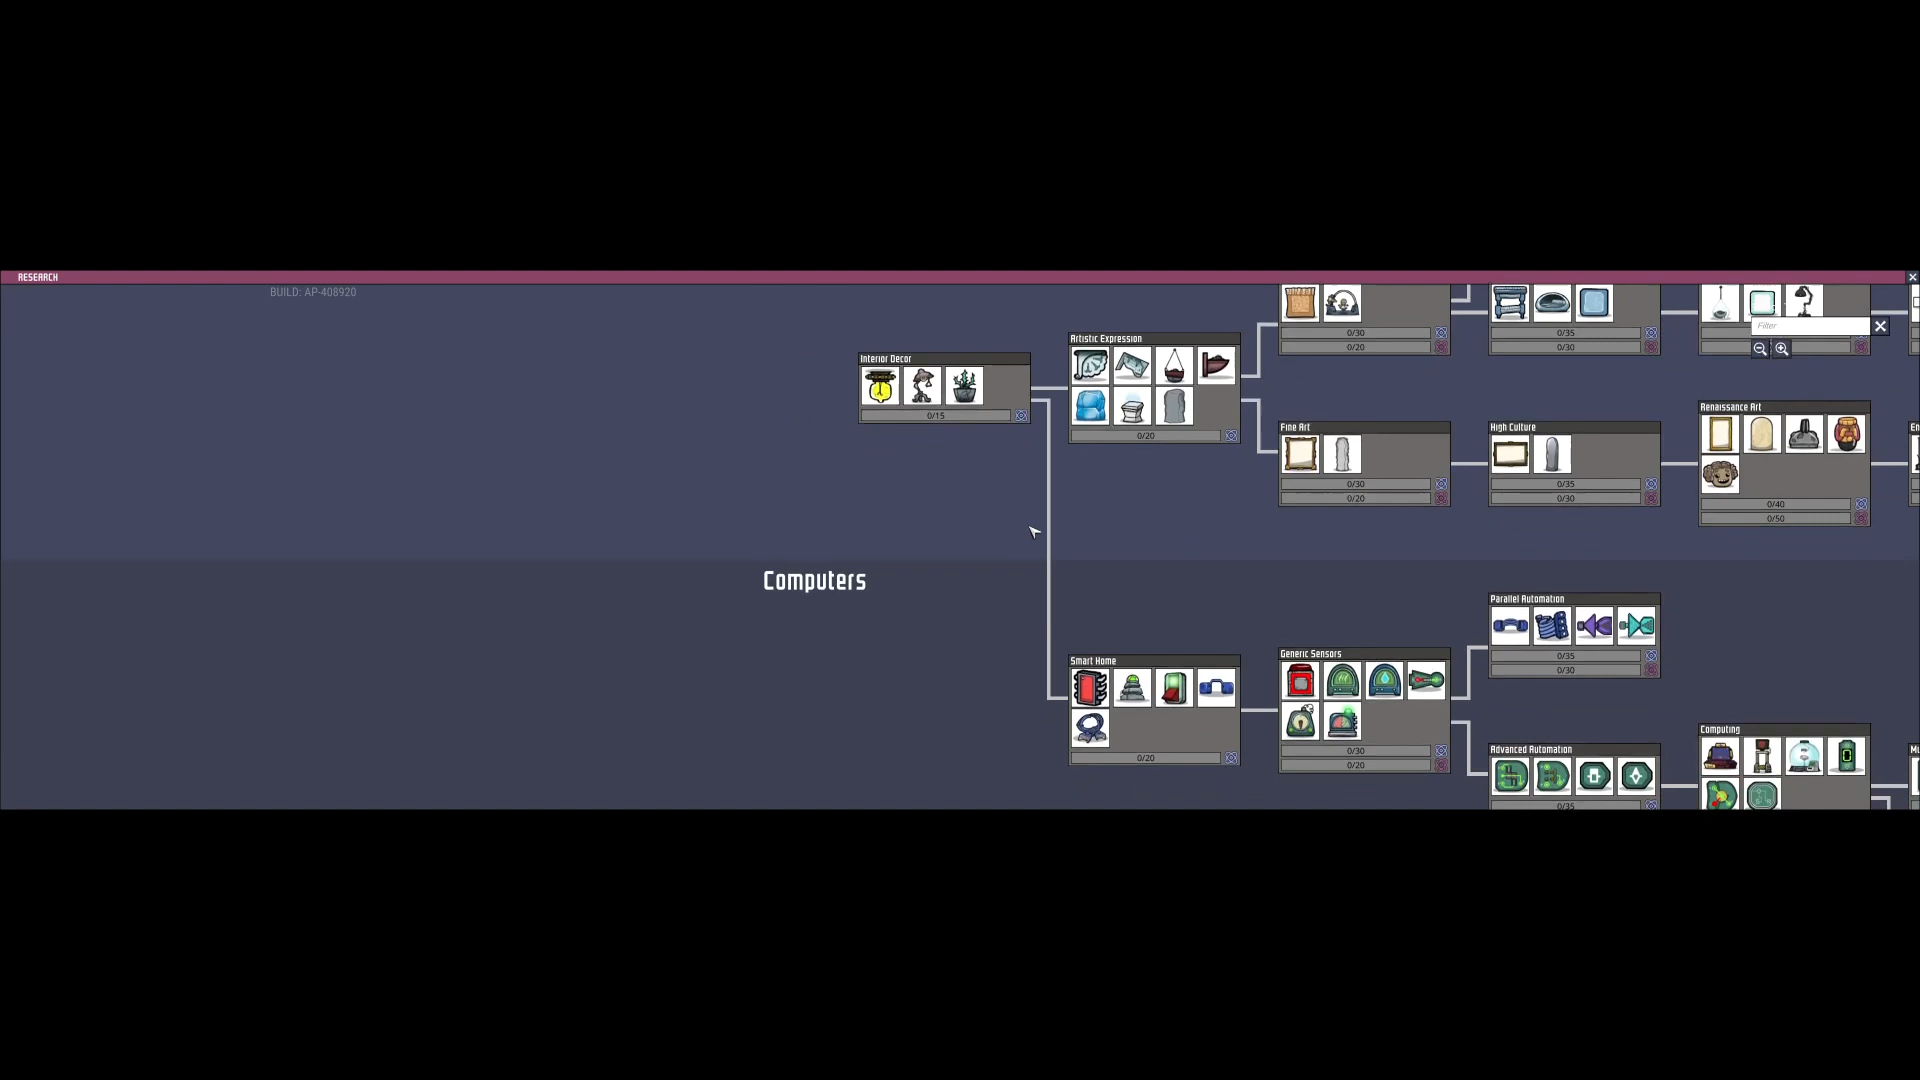 RESEARCH
BUILD: AP-408920
Filter
0/30
0/20
0/35
0/30
Artistic Expression
0/20
Interior Decor
0/15
Fine Art
0/30
0/20
High Culture
0/35
0/30
Renaissance Art
0/40
0/50
En
Computers
Parallel Automation
0/35
0/30
Smart Home
0/20
Generic Sensors
0/30
0/20
Advanced Automation
0/35
Computing